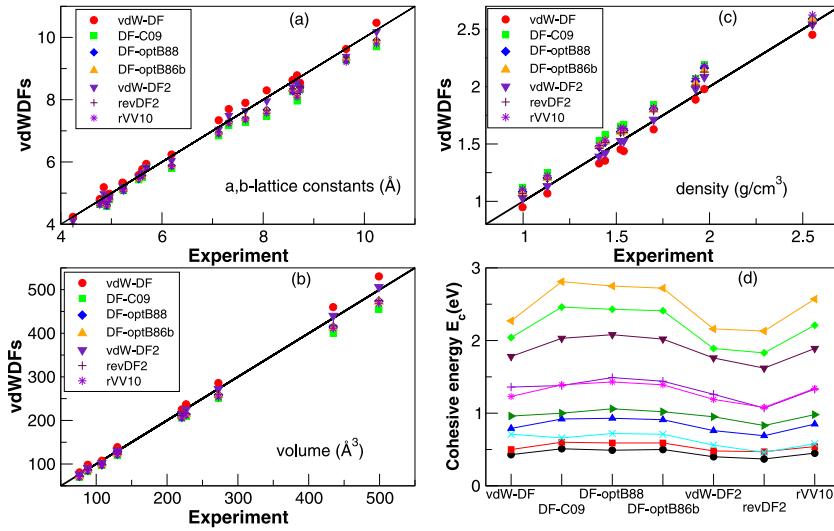 (a)
vdW-DF
DF-C09
DF-optB88
DF-optB86b
vdW-DF2
revDF2
rVV10
vdWDFs
10
8
6
4
a,b-lattice constants (Å)
4 5 6 7 8 9 10 11
Experiment
(c)
vdW-DF
DF-C09
DF-optB88
DF-optB86b
vdW-DF2
revDF2
rVV10
vdWDFs
2.5
2
1.5
1
density (g/cm3)
1 1.5 2 2.5
Experiment
(b)
vdW-DF
DF-C09
DF-optB88
DF-optB86b
vdW-DF2
revDF2
rVV10
vdWDFs
500
400
300
200
100
volume (Å3)
100 200 300 400 500
Experiment
(d)
Cohesive energy Ec(eV)
3
2
1
0
vdW-DF
DF-C09
DF-optB88
DF-optB86b
vdW-DF2
revDF2
rVV10